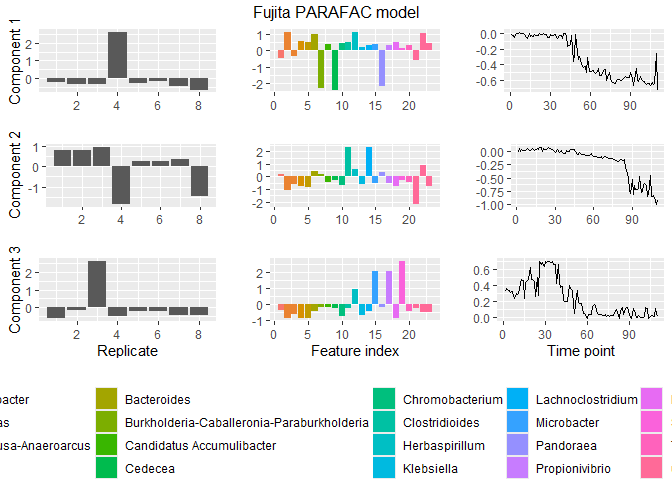 Fujita PARAFAC model
Component 1
2
1
0
2 4 6 8
1
0
-1
-2
0 5 10 15 20
0.0
-0.2
-0.4
-0.6
0 30 60 90
Component 2
1
0
-1
2 4 6 8
2
1
0
-1
-2
0 5 10 15 20
0.00
-0.25
-0.50
-0.75
-1.00
0 30 60 90
Component 3
2
1
0
2 4 6 8
2
1
0
-1
0 5 10 15 20
0.6
0.4
0.2
0.0
0 30 60 90
Replicate Feature index Time point
bacter Bacteroides Chromobacterium Lachnoclostridium
as Burkholderia-Caballeronia-Paraburkholderia Clostridioides Microbacter
usa-Anaeroarcus Candidatus Accumulibacter Herbaspirillum Pandoraea
Cedecea Klebsiella Propionivibrio